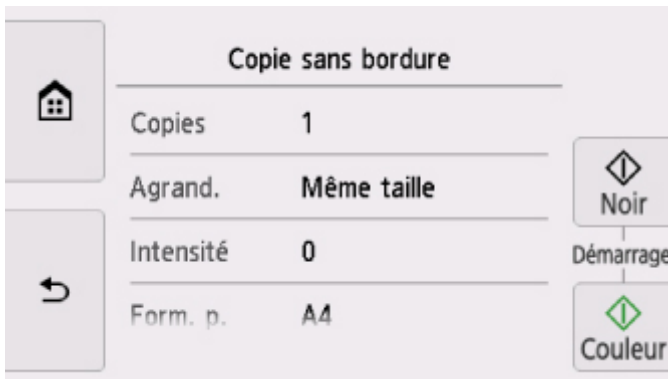 Copie sans bordure
Copies 1
Agrand. Même taille
Intensité 0
Form. p. A4
Noir
Démarrage
Couleur